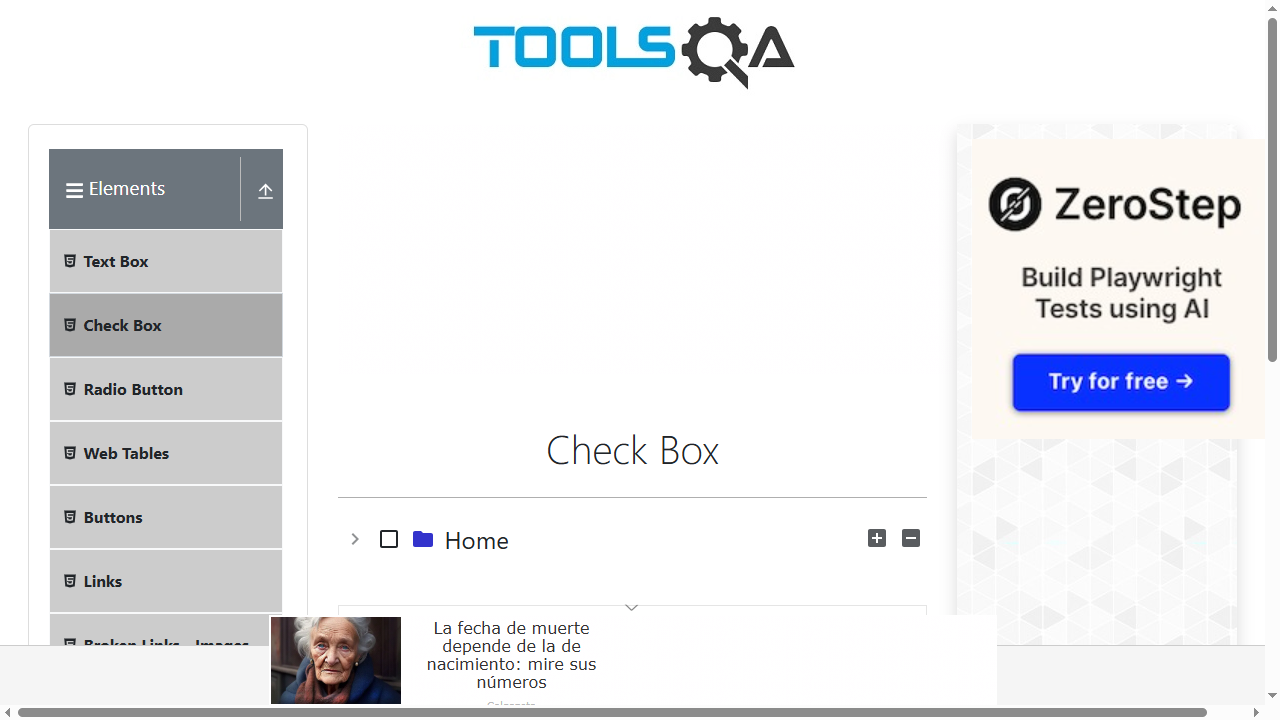 TOOLSQA
Elements
Text Box
Check Box
Radio Button
Web Tables
Buttons
Links
Broken Links - Images
Check Box
Home
ZeroStep
Build Playwright
Tests using AI
Try for free →
La fecha de muerte
depende de la de
nacimiento: mire sus
números